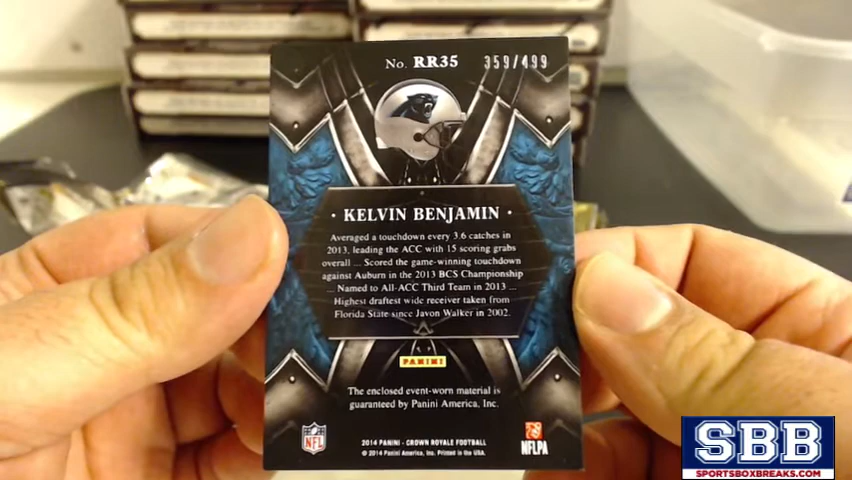 No. RR35 359/499
· KELVIN BENJAMIN ·
Averaged a touchdown every 3.6 catches in
2013, leading the ACC with 15 scoring grabs
overall ... Scored the game-winning touchdown
against Auburn in the 2013 BCS Championship
... Named to All-ACC Third Team in 2013 ...
Highest draftest wide receiver taken from
Florida State since Javon Walker in 2002.
PANINI
The enclosed event-worn material is
guaranteed by Panini America, Inc.
NFL
2014 PANINI - CROWN ROYALE FOOTBALL
© 2014 Panini America, Inc. Printed in the USA.
NFLPA
SBB
SPORTSBOXBREAKS.COM